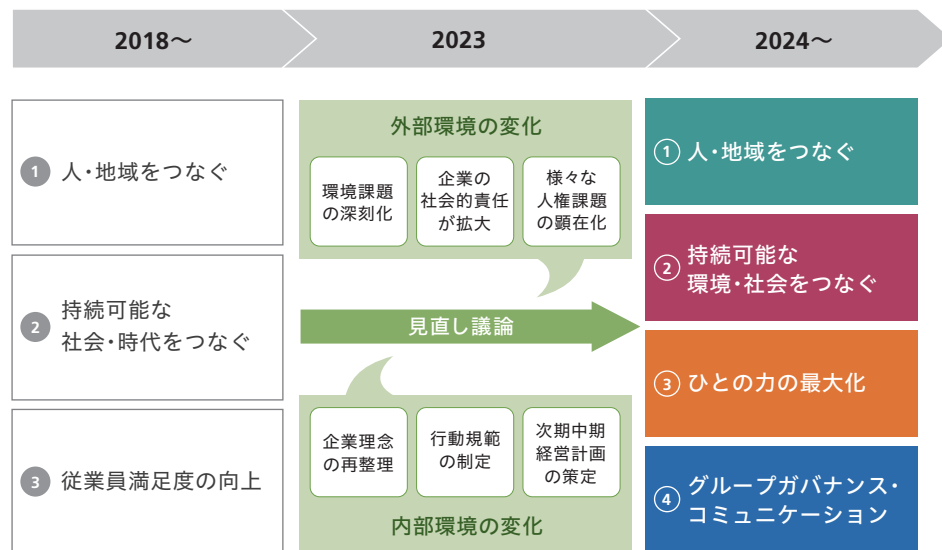 2018～
2023
2024～
1 人・地域をつなぐ
2 持続可能な
社会・時代をつなぐ
3 従業員満足度の向上
外部環境の変化
環境課題
の深刻化
企業の
社会的責任
が拡大
様々な
人権課題
の顕在化
見直し議論
企業理念
の再整理
行動規範
の制定
次期中期
経営計画
の策定
内部環境の変化
1 人・地域をつなぐ
2 持続可能な
環境・社会をつなぐ
3 ひとの力の最大化
4 グループガバナンス・
コミュニケーション